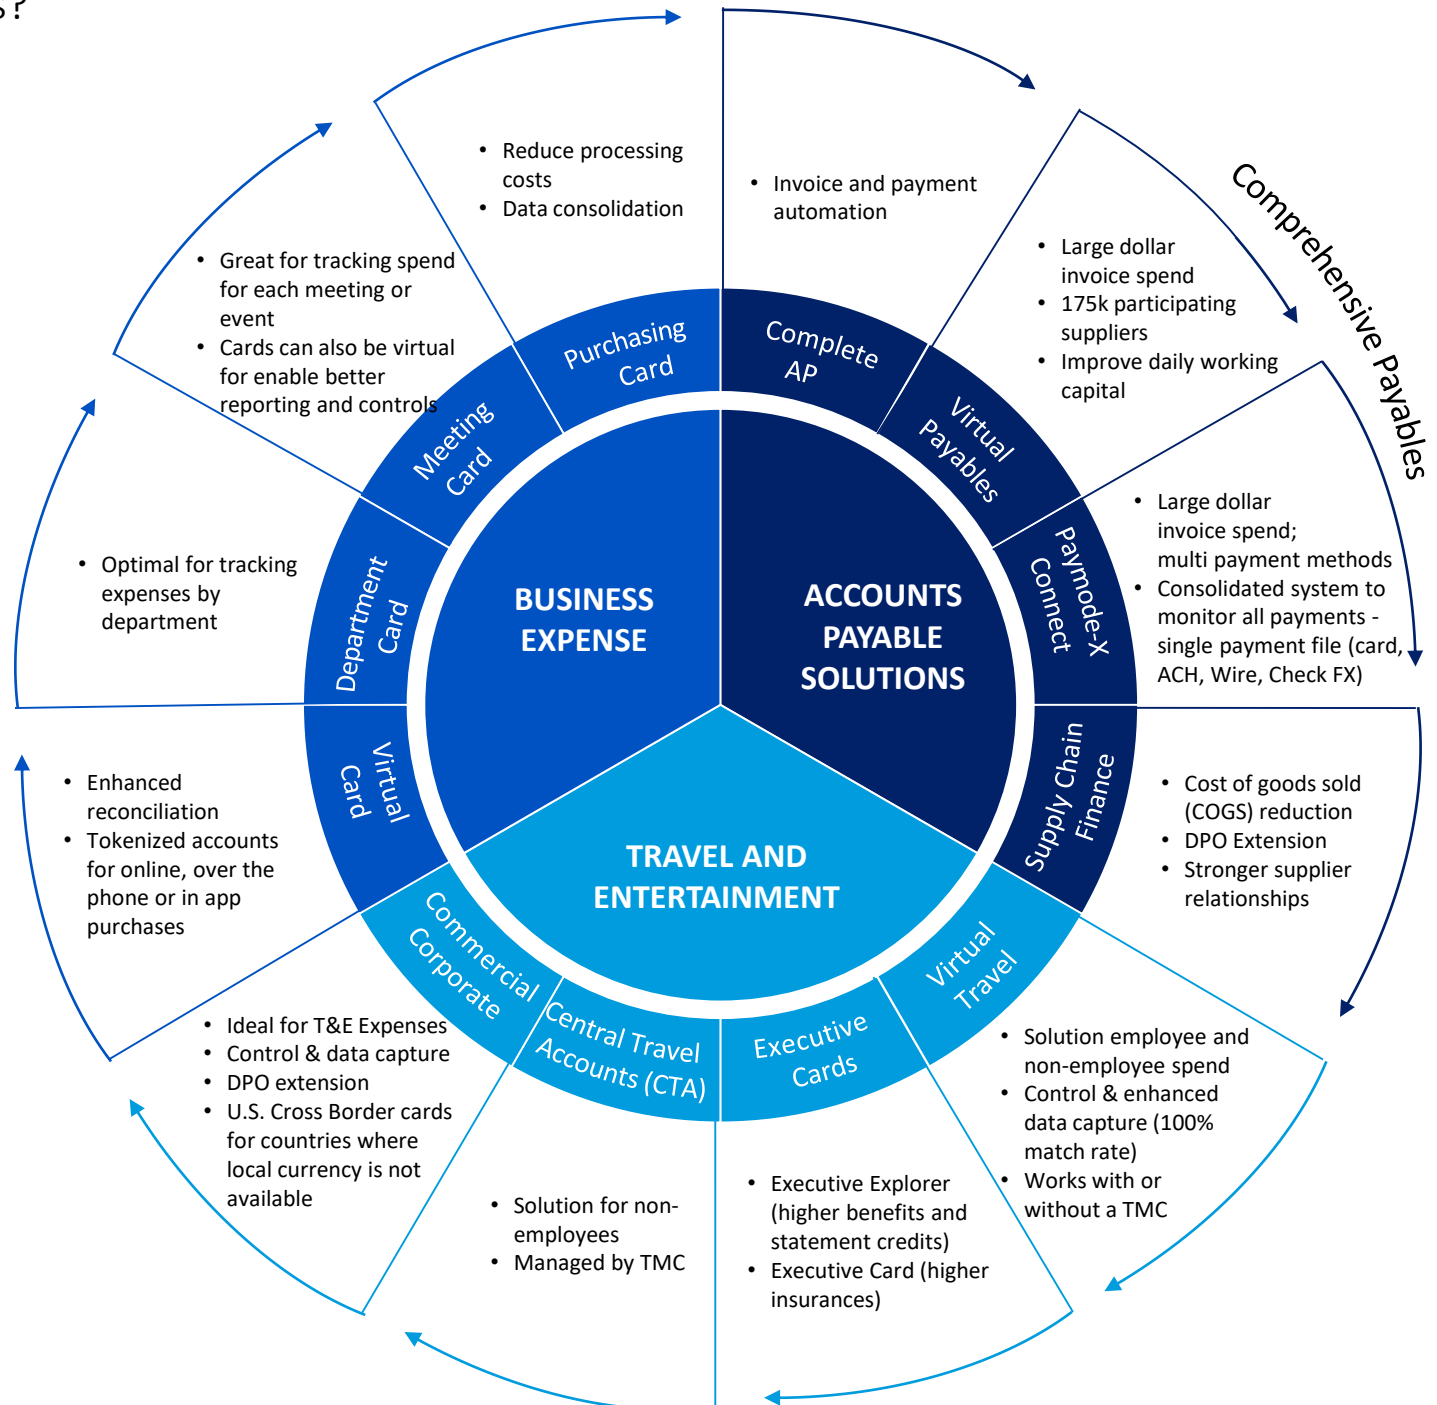 s?
• Reduce processing
costs
• Data consolidation
• Invoice and payment
automation
Comprehensive Payables
• Great for tracking spend
for each meeting or
event
• Cards can also be virtual
for enable better
reporting and controls
• Large dollar
invoice spend
• 175k participating
suppliers
• Improve daily working
capital
Purchasing
Card
Complete
AP
Meeting
Card
Virtual
Payables
• Optimal for tracking
expenses by
department
Department
Card
BUSINESS
EXPENSE
ACCOUNTS
PAYABLE
SOLUTIONS
Paymode-X
Connect
• Large dollar
invoice spend;
multi payment methods
• Consolidated system to
monitor all payments -
single payment file (card,
ACH, Wire, Check FX)
• Enhanced
reconciliation
• Tokenized accounts
for online, over the
phone or in app
purchases
Virtual
Card
TRAVEL AND
ENTERTAINMENT
Supply Chain
Finance
• Cost of goods sold
(COGS) reduction
• DPO Extension
• Stronger supplier
relationships
Commercial
Corporate
Central Travel
Accounts (CTA)
Executive
Cards
Virtual
Travel
• Ideal for T&E Expenses
• Control & data capture
• DPO extension
• U.S. Cross Border cards
for countries where
local currency is not
available
• Solution for non-
employees
• Managed by TMC
• Executive Explorer
(higher benefits and
statement credits)
• Executive Card (higher
insurances)
• Solution employee and
non-employee spend
• Control & enhanced
data capture (100%
match rate)
• Works with or
without a TMC